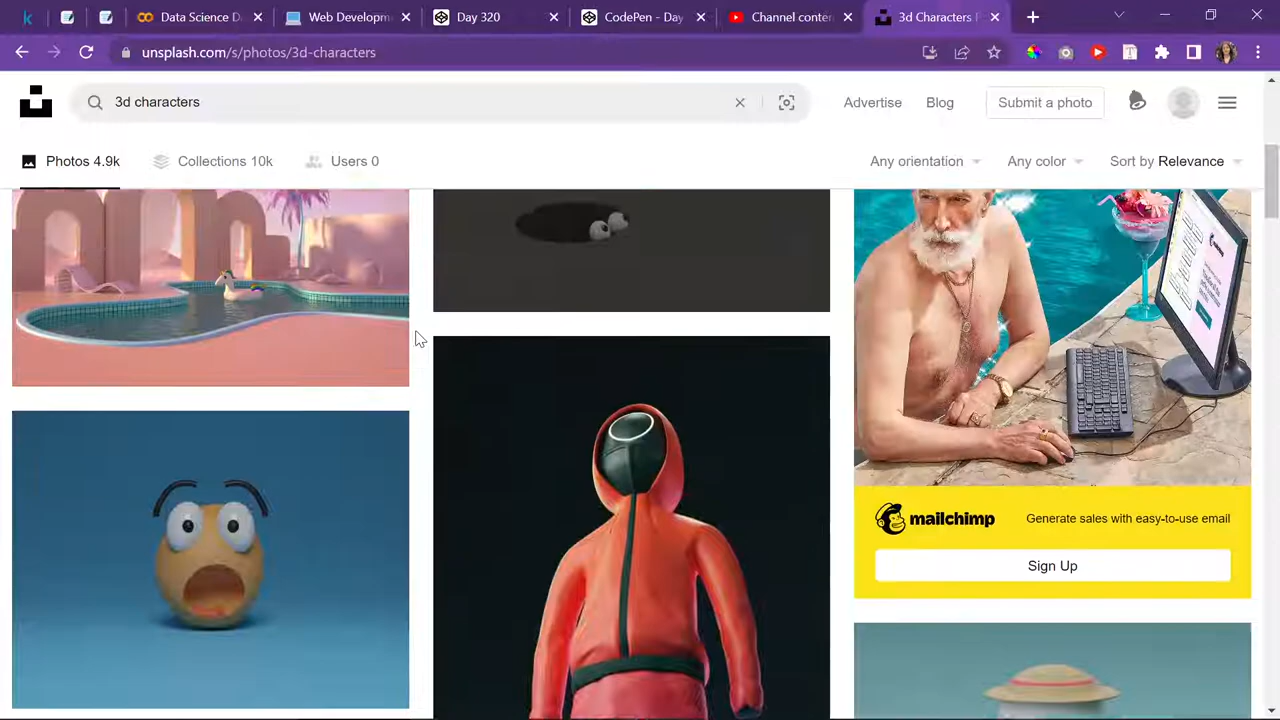 Data Science D
Web Developm
Day 320
CodePen - Day
Channel conten
3d Characters P
unsplash.com/s/photos/3d-characters
3d characters
Advertise
Blog
Submit a photo
Photos 4.9k
Collections 10k
Users 0
Any orientation
Any color
Sort by Relevance
mailchimp
Generate sales with easy-to-use email
Sign Up